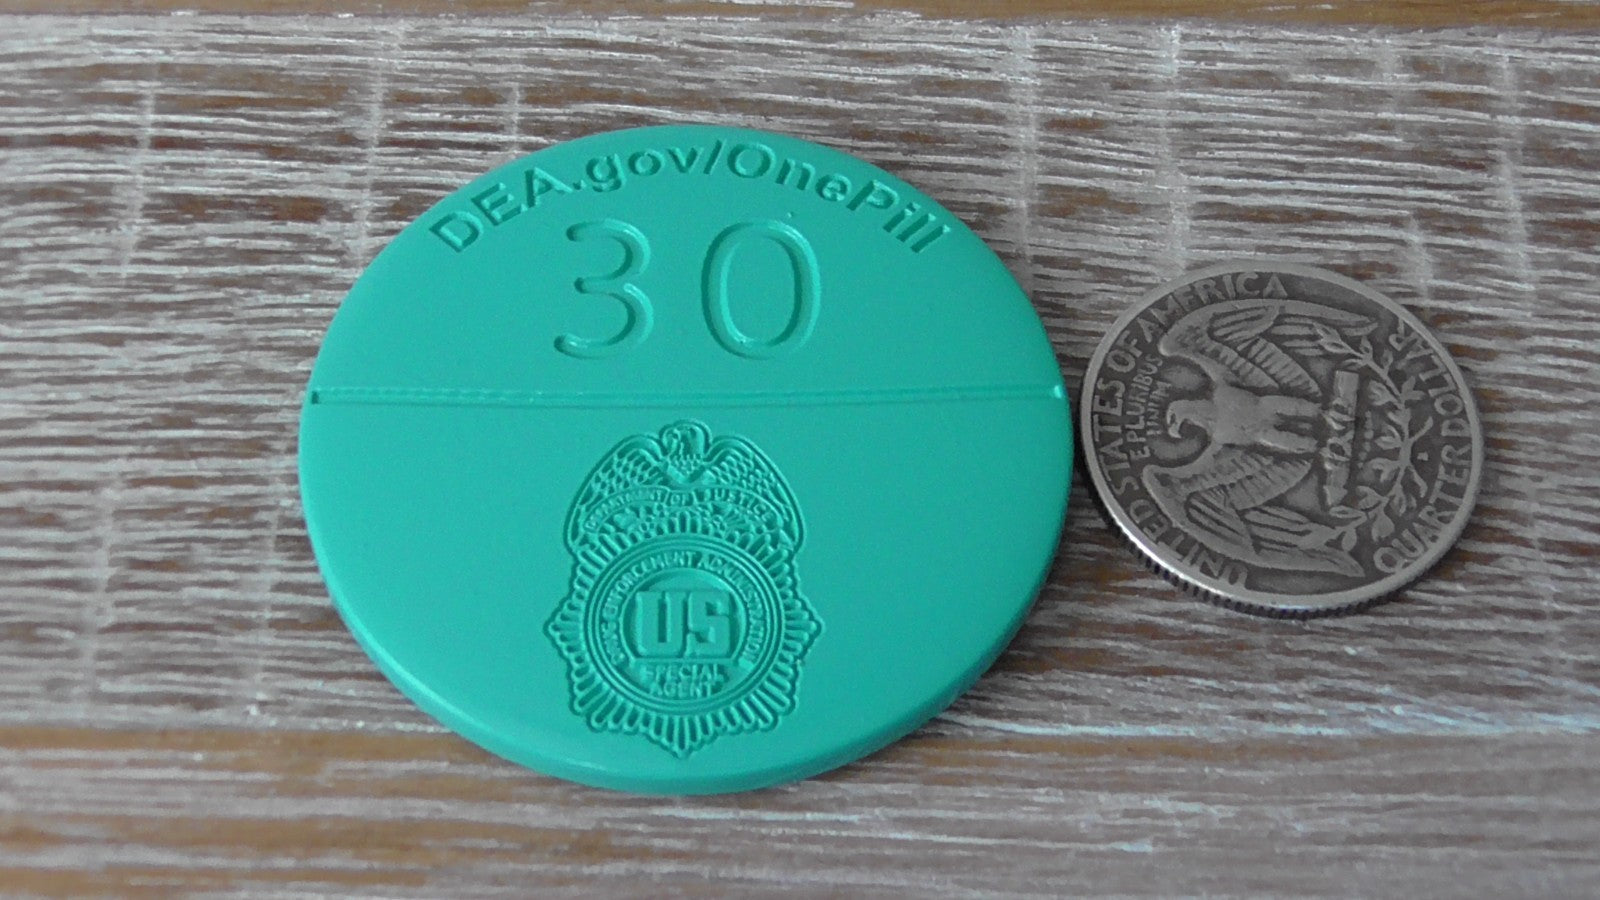 DEA.gov/OnePill
30
DEPARTMENT OF JUSTICE
DRUG ENFORCEMENT ADMINISTRATION
US
SPECIAL
AGENT
UNITED STATES OF AMERICA
E PLURIBUS
UNUM
QUARTER DOLLAR